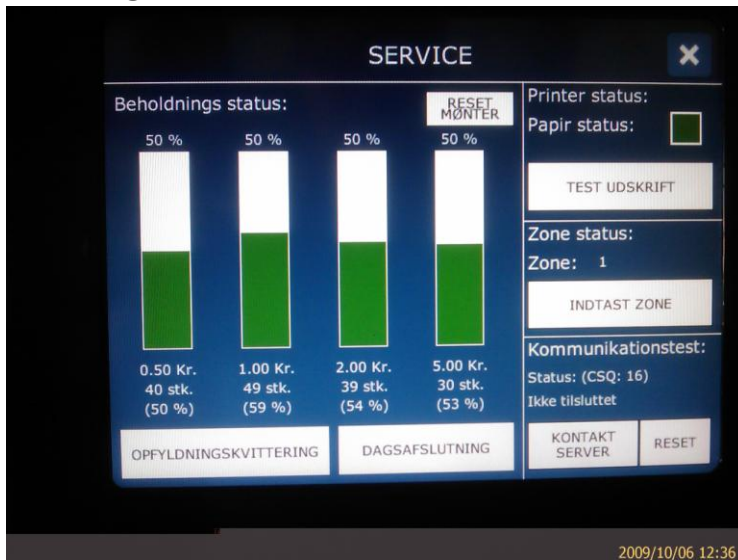 SERVICE
Beholdnings status:
RESET
MØNTER
50 %
50 %
50 %
50 %
0.50 Kr.
40 stk.
(50 %)
1.00 Kr.
49 stk.
(59 %)
2.00 Kr.
39 stk.
(54 %)
5.00 Kr.
30 stk.
(53 %)
OPFYLDNINGSKVITTERING
DAGSAFSLUTNING
Printer status:
Papir status:
TEST UDSKRIFT
Zone status:
Zone: 1
INDTAST ZONE
Kommunikationstest:
Status: (CSQ: 16)
Ikke tilsluttet
KONTAKT
SERVER
RESET
2009/10/06 12:36